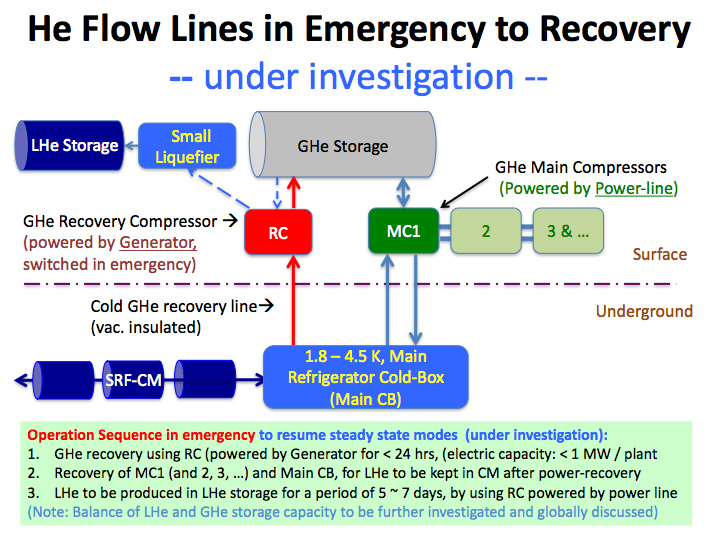 He Flow Lines in Emergency to Recovery
-- under investigation --
LHe Storage
Small
Liquefier
GHe Storage
GHe Main Compressors
(Powered by Power-line)
GHe Recovery Compressor →
(powered by Generator,
switched in emergency)
RC
MC1
2
3 & ...
Surface
Underground
Cold GHe recovery line→
(vac. insulated)
SRF-CM
1.8 – 4.5 K, Main
Refrigerator Cold-Box
(Main CB)
Operation Sequence in emergency to resume steady state modes (under investigation):
1. GHe recovery using RC (powered by Generator for < 24 hrs, (electric capacity: < 1 MW / plant
2. Recovery of MC1 (and 2, 3, ...) and Main CB, for LHe to be kept in CM after power-recovery
3. LHe to be produced in LHe storage for a period of 5 ~ 7 days, by using RC powered by power line
(Note: Balance of LHe and GHe storage capacity to be further investigated and globally discussed)